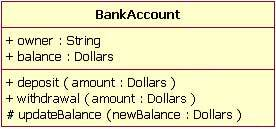 BankAccount
+ owner : String
+ balance : Dollars
+ deposit ( amount : Dollars )
+ withdrawal ( amount : Dollars )
# updateBalance ( newBalance : Dollars )